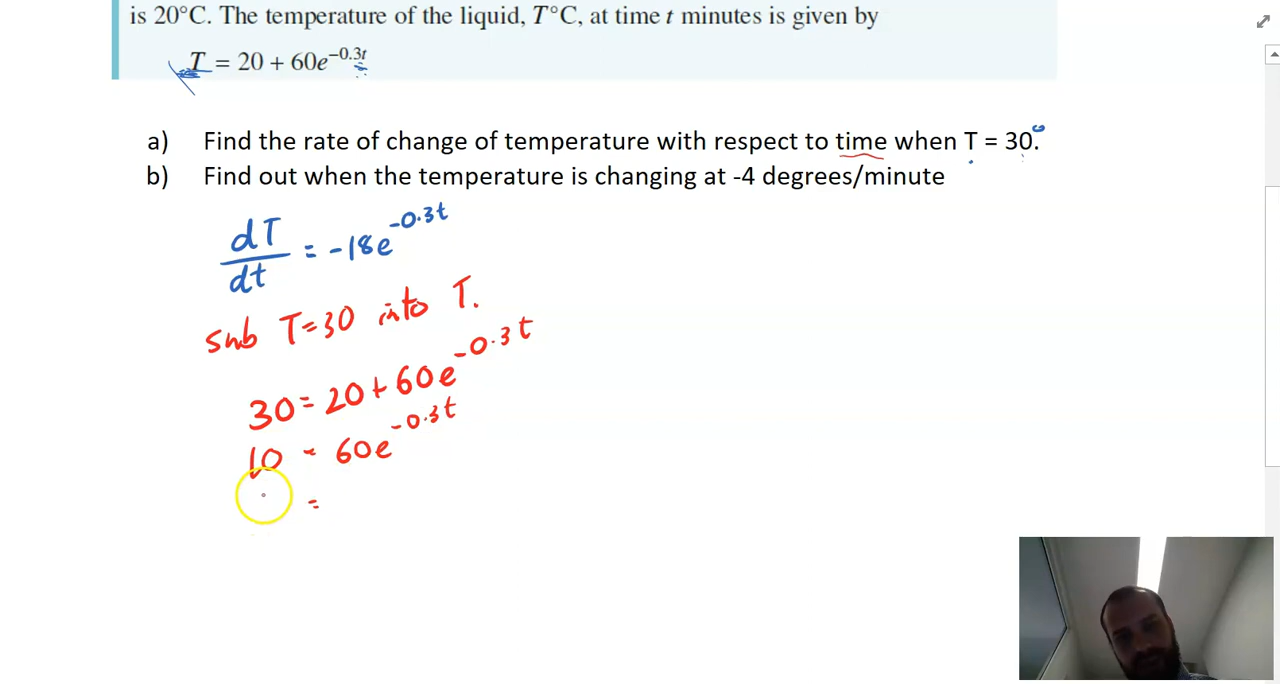 is 20°C. The temperature of the liquid, T°C, at time t minutes is given by
T = 20 + 60e^−0.3t
a) Find the rate of change of temperature with respect to time when T = 30°.
b) Find out when the temperature is changing at -4 degrees/minute
dT/dt = -18e^-0.3t
Sub T=30 into T.
30 = 20 + 60e^-0.3t
10 = 60e^-0.3t
=